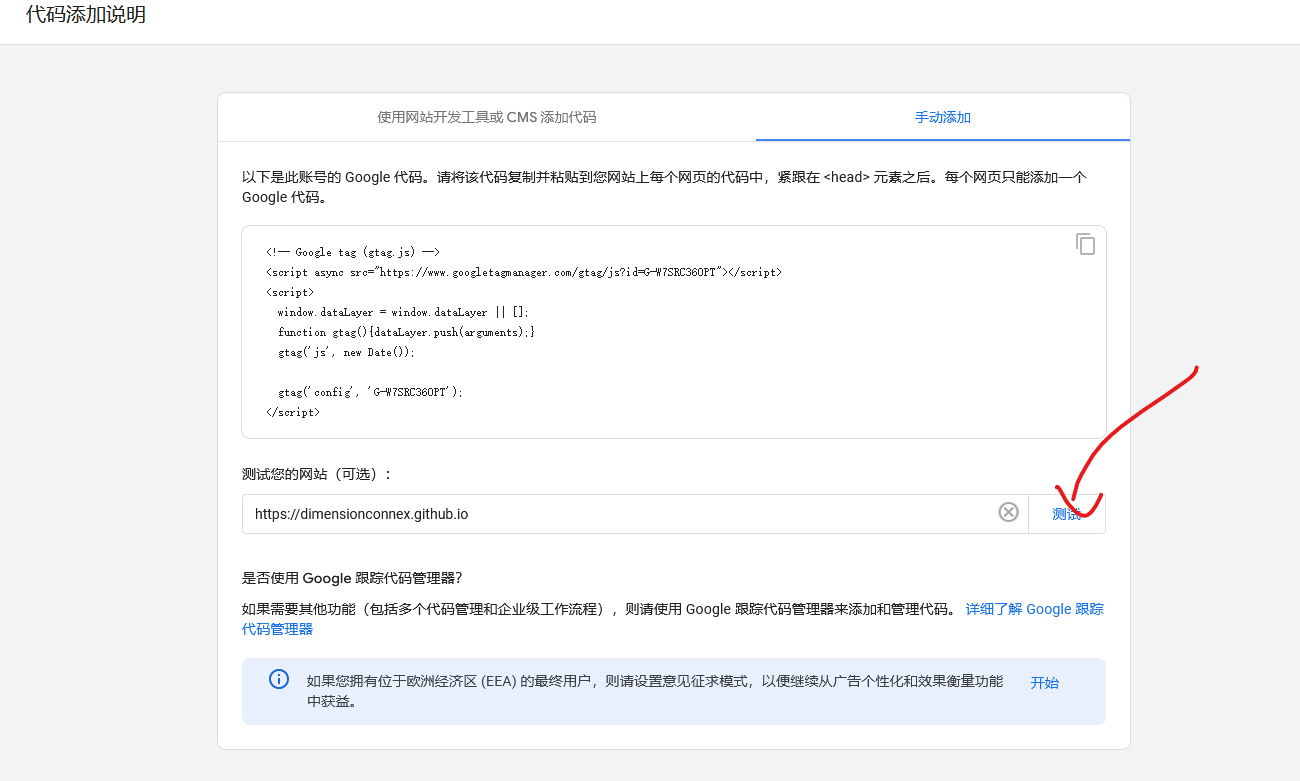 代码添加说明
使用网站开发工具或 CMS 添加代码
手动添加
以下是此账号的 Google 代码。请将该代码复制并粘贴到您网站上每个网页的代码中，紧跟在 <head> 元素之后。每个网页只能添加一个
Google 代码。
<!-- Google tag (gtag.js) -->
<script async src="https://www.googletagmanager.com/gtag/js?id=G-W7SRC36OPT"></script>
<script>
window.dataLayer = window.dataLayer || [];
function gtag(){dataLayer.push(arguments);}
gtag('js', new Date());
gtag('config', 'G-W7SRC36OPT');
</script>
测试您的网站（可选）：
https://dimensionconnex.github.io
测试
是否使用 Google 跟踪代码管理器？
如果需要其他功能（包括多个代码管理和企业级工作流程），则请使用 Google 跟踪代码管理器来添加和管理代码。 详细了解 Google 跟踪
代码管理器
如果您拥有位于欧洲经济区 (EEA) 的最终用户，则请设置意见征求模式，以便继续从广告个性化和效果衡量功能
中获益。
开始